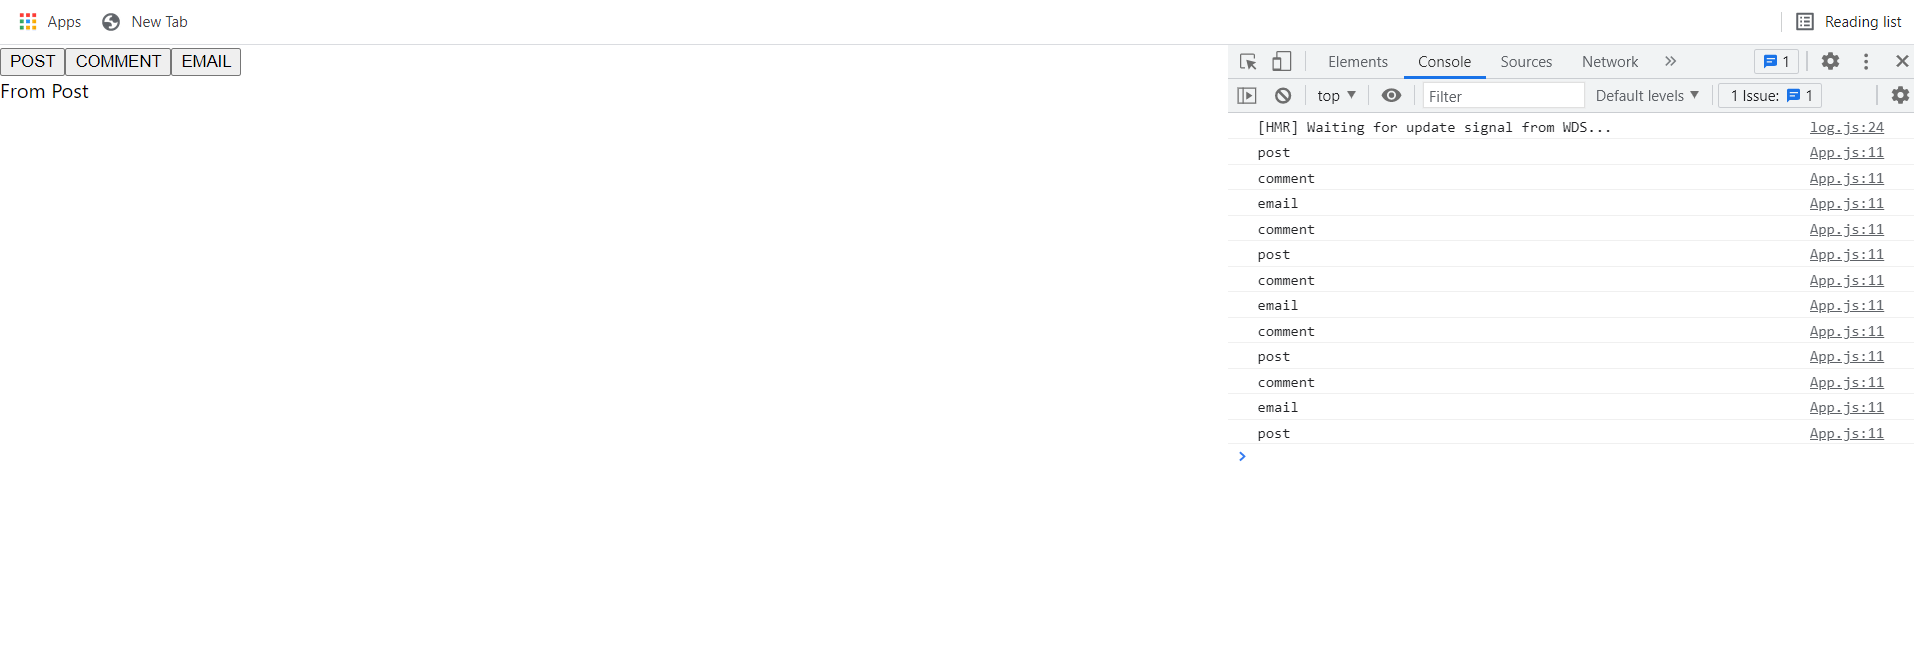 Apps New Tab Reading list
POST COMMENT EMAIL
From Post
Elements Console Sources Network 1
top Filter Default levels 1 Issue: 1
[HMR] Waiting for update signal from WDS... log.js:24
post App.js:11
comment App.js:11
email App.js:11
comment App.js:11
post App.js:11
comment App.js:11
email App.js:11
comment App.js:11
post App.js:11
comment App.js:11
email App.js:11
post App.js:11